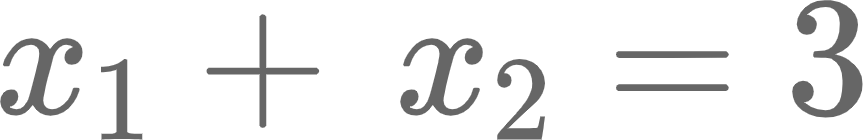 x₁ + x₂ = 3